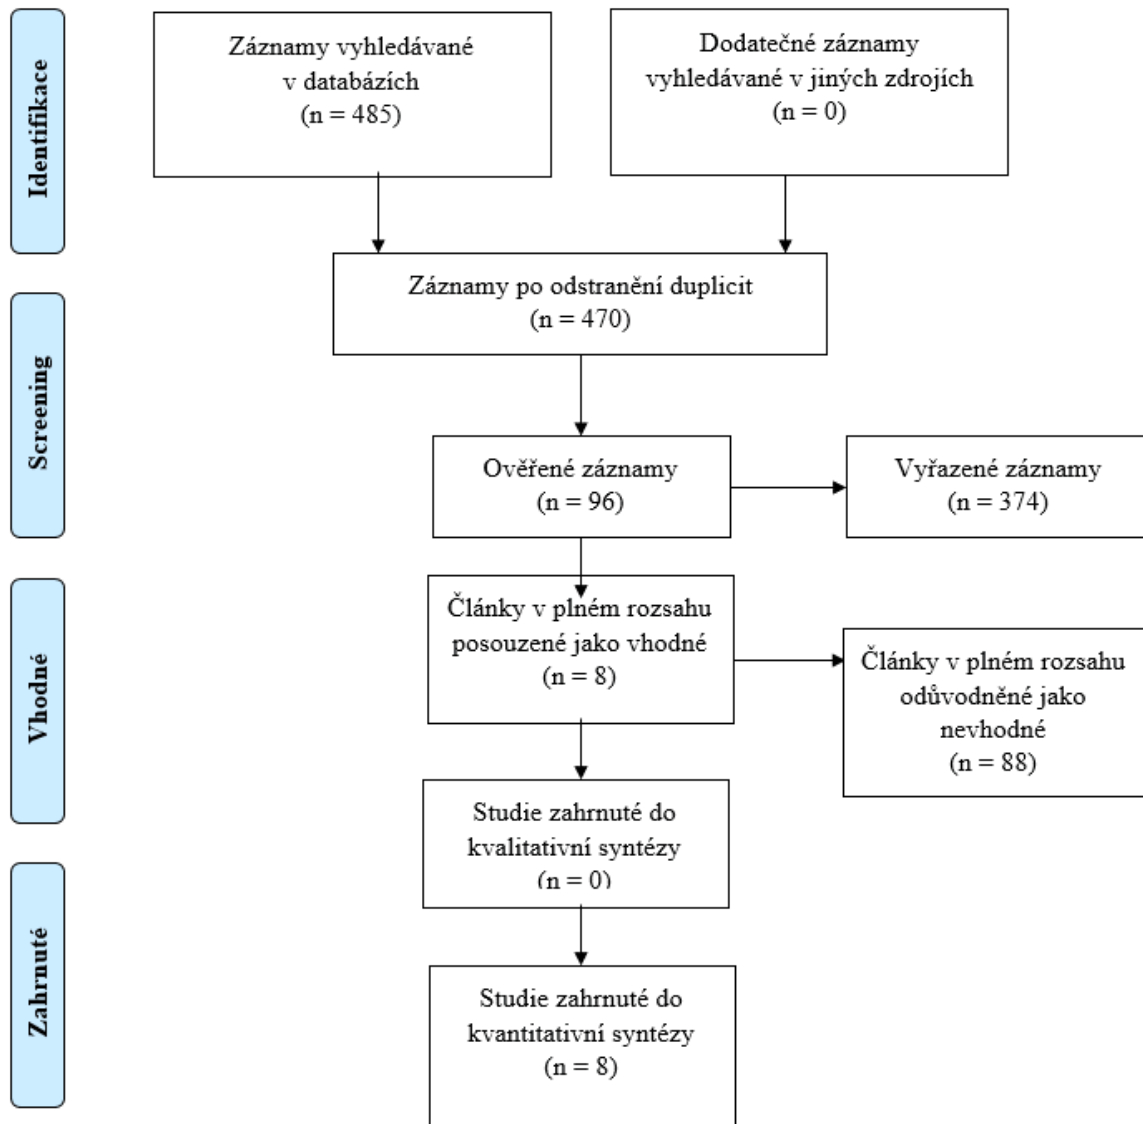 Identifikace
Záznamy vyhledávané
v databázích
(n = 485)
Dodatečné záznamy
vyhledávané v jiných zdrojích
(n = 0)
Screening
Záznamy po odstranění duplicit
(n = 470)
Ověřené záznamy
(n = 96)
Vyřazené záznamy
(n = 374)
Vhodné
Články v plném rozsahu
posouzené jako vhodné
(n = 8)
Články v plném rozsahu
odůvodněné jako
nevhodné
(n = 88)
Studie zahrnuté do
kvalitativní syntézy
(n = 0)
Zahrnuté
Studie zahrnuté do
kvantitativní syntézy
(n = 8)